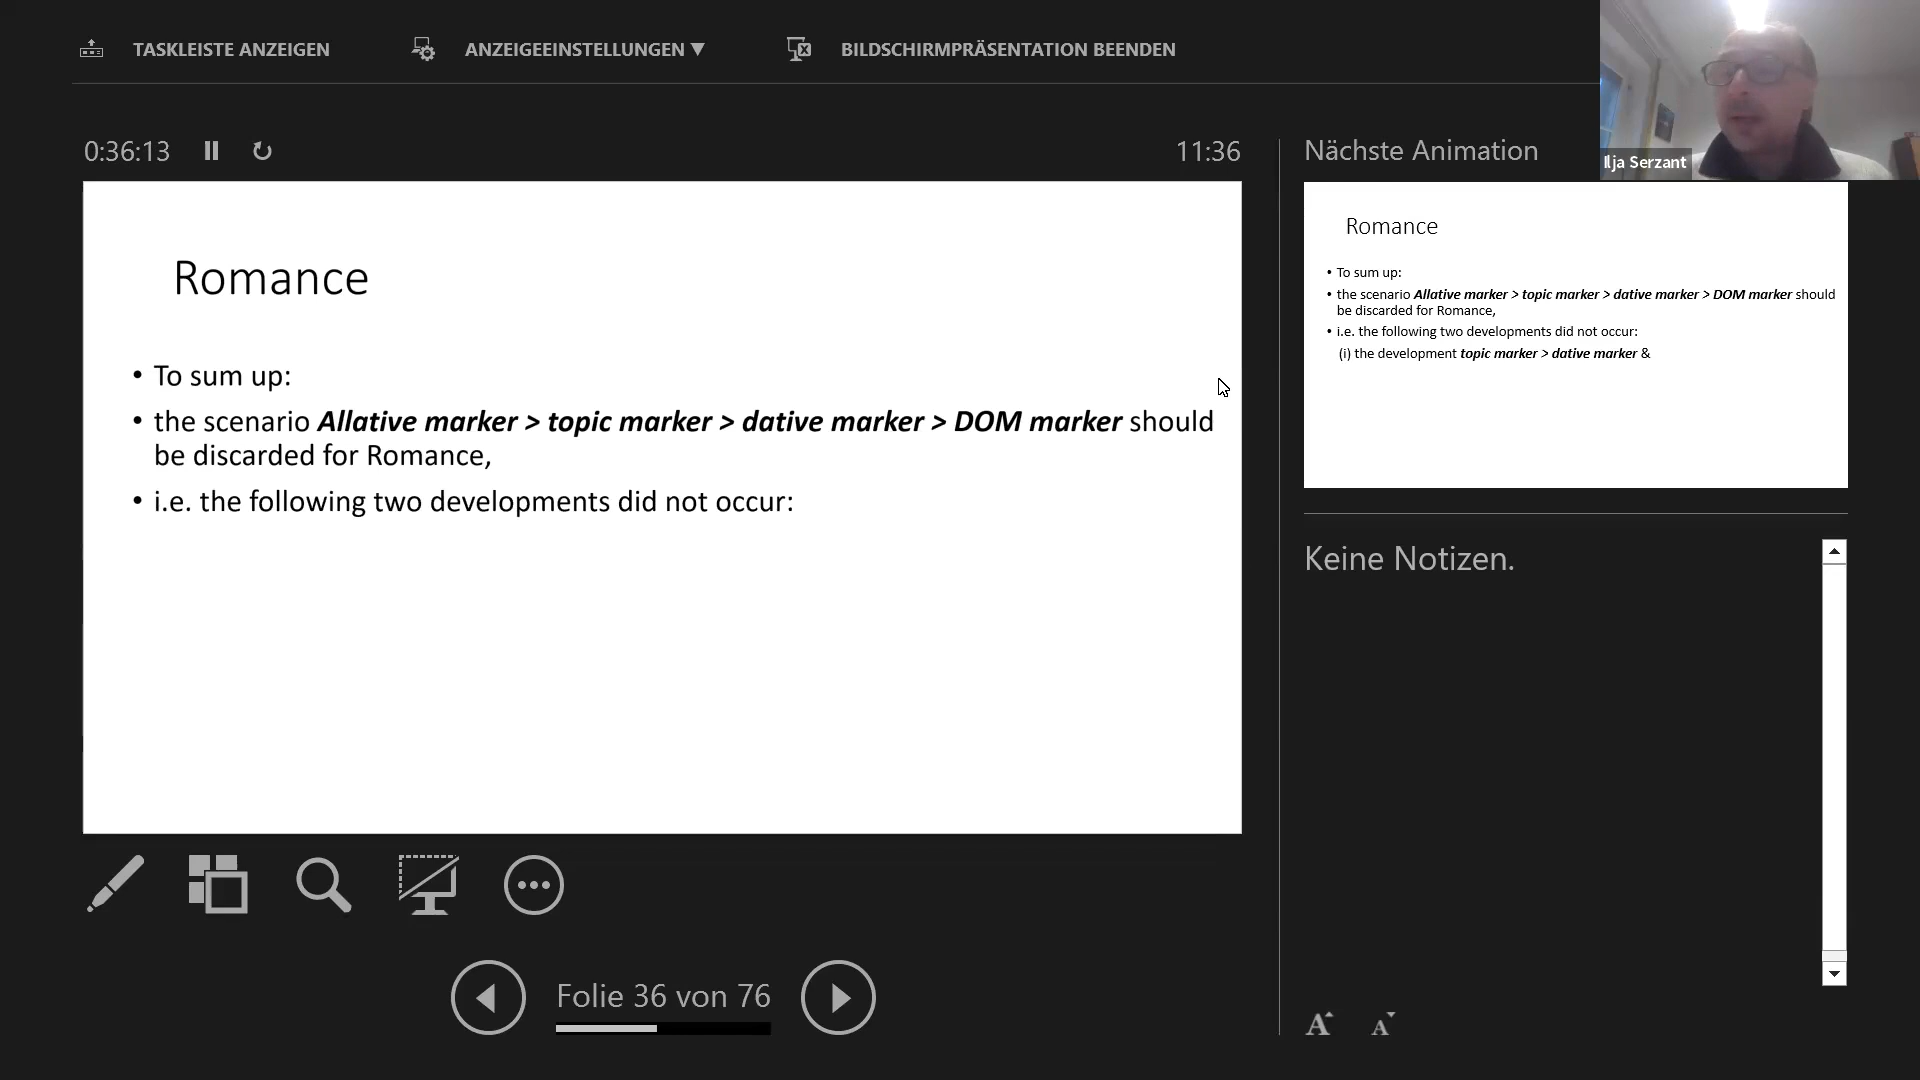 TASKLEISTE ANZEIGEN
ANZEIGEEINSTELLUNGEN ▼
BILDSCHIRMPRÄSENTATION BEENDEN
0:36:13
11:36
Romance
• To sum up:
• the scenario Allative marker > topic marker > dative marker > DOM marker should
be discarded for Romance,
• i.e. the following two developments did not occur:
Folie 36 von 76
Nächste Animation
Ilja Serzant
Romance
• To sum up:
• the scenario Allative marker > topic marker > dative marker > DOM marker should
be discarded for Romance,
• i.e. the following two developments did not occur:
(i) the development topic marker > dative marker &
Keine Notizen.
A A